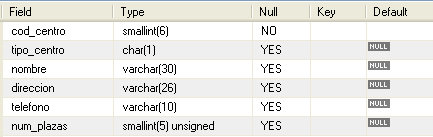 Field Type Null Key Default
cod_centro smallint(6) NO
tipo_centro char(1) YES NULL
nombre varchar(30) YES NULL
direccion varchar(26) YES NULL
telefono varchar(10) YES NULL
num_plazas smallint(5) unsigned YES NULL